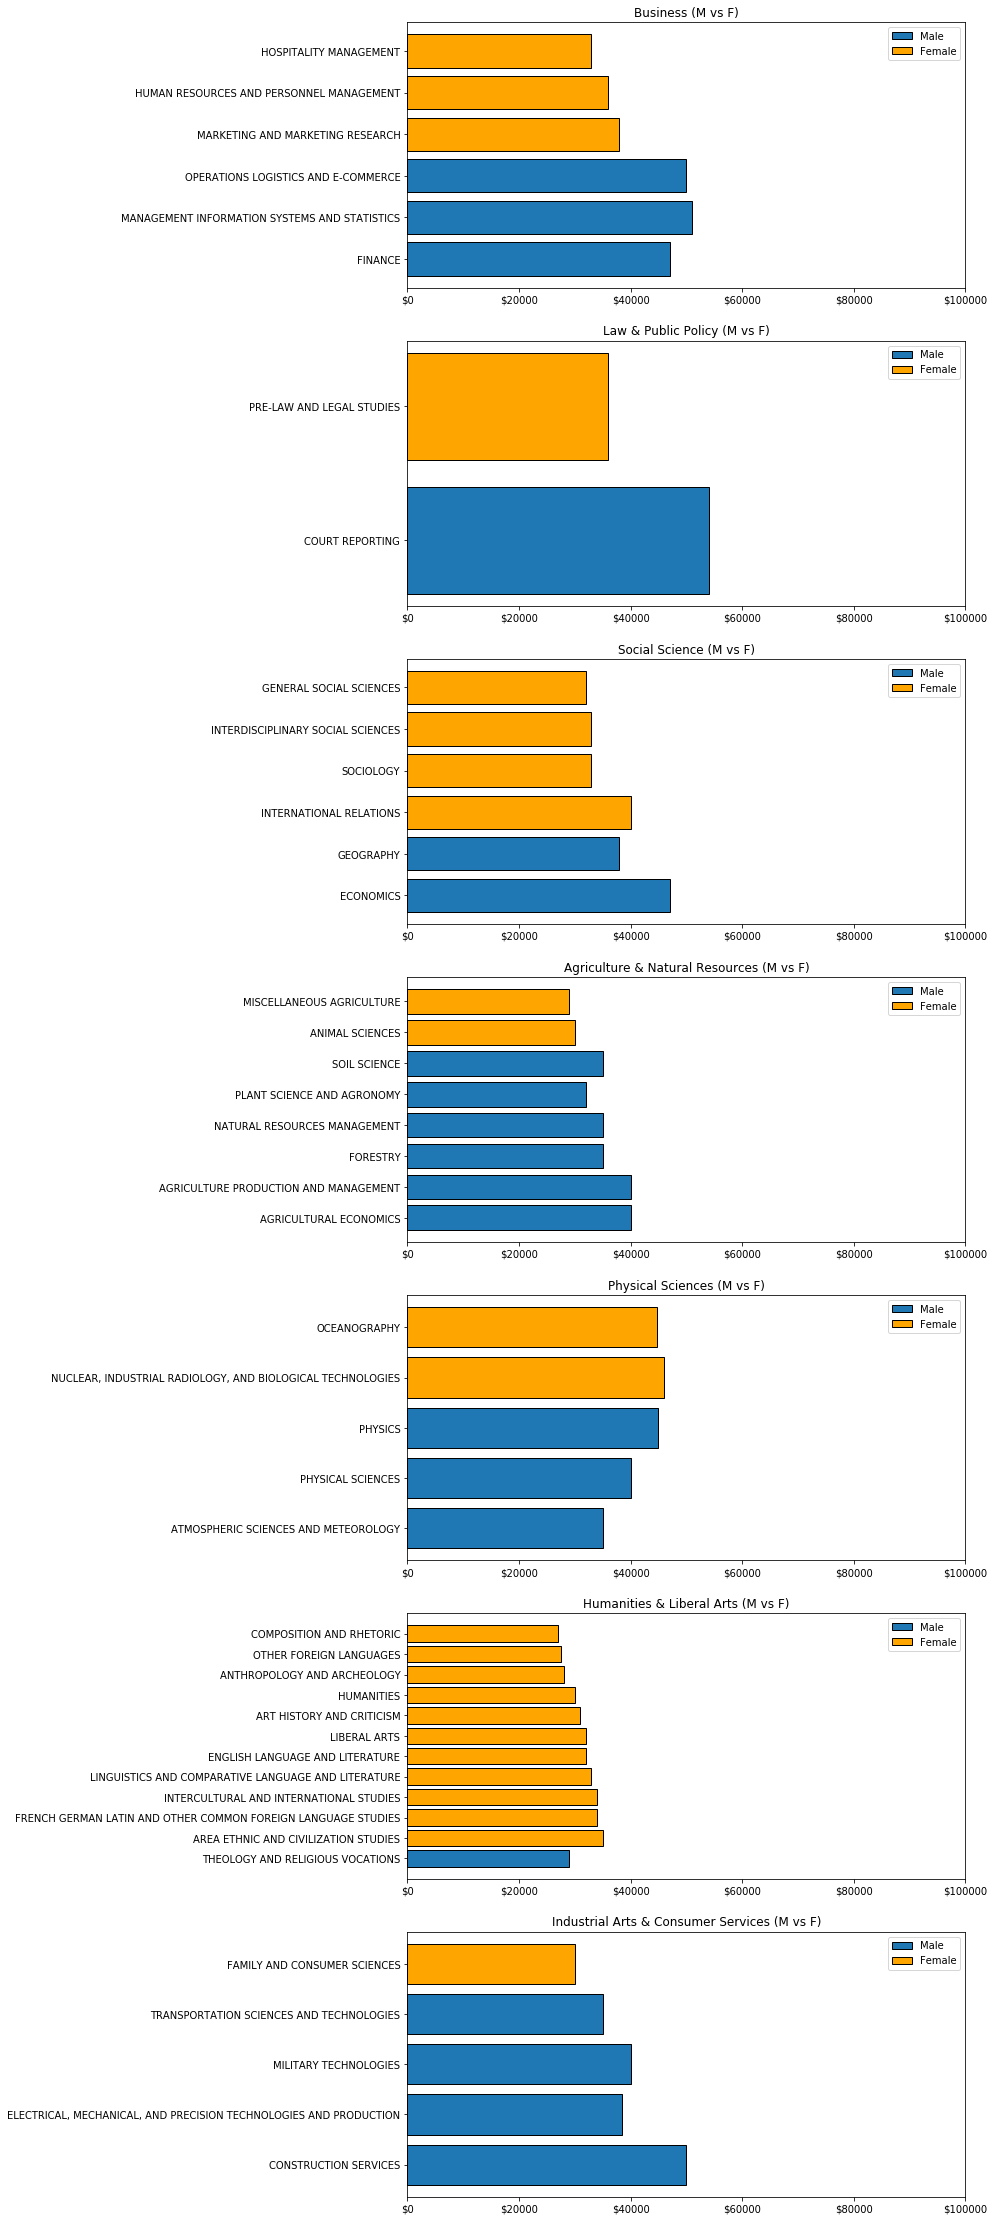 Business (M vs F)
Male
Female
HOSPITALITY MANAGEMENT
HUMAN RESOURCES AND PERSONNEL MANAGEMENT
MARKETING AND MARKETING RESEARCH
OPERATIONS LOGISTICS AND E-COMMERCE
MANAGEMENT INFORMATION SYSTEMS AND STATISTICS
FINANCE
$0 $20000 $40000 $60000 $80000 $100000
Law & Public Policy (M vs F)
Male
Female
PRE-LAW AND LEGAL STUDIES
COURT REPORTING
$0 $20000 $40000 $60000 $80000 $100000
Social Science (M vs F)
Male
Female
GENERAL SOCIAL SCIENCES
INTERDISCIPLINARY SOCIAL SCIENCES
SOCIOLOGY
INTERNATIONAL RELATIONS
GEOGRAPHY
ECONOMICS
$0 $20000 $40000 $60000 $80000 $100000
Agriculture & Natural Resources (M vs F)
Male
Female
MISCELLANEOUS AGRICULTURE
ANIMAL SCIENCES
SOIL SCIENCE
PLANT SCIENCE AND AGRONOMY
NATURAL RESOURCES MANAGEMENT
FORESTRY
AGRICULTURE PRODUCTION AND MANAGEMENT
AGRICULTURAL ECONOMICS
$0 $20000 $40000 $60000 $80000 $100000
Physical Sciences (M vs F)
Male
Female
OCEANOGRAPHY
NUCLEAR, INDUSTRIAL RADIOLOGY, AND BIOLOGICAL TECHNOLOGIES
PHYSICS
PHYSICAL SCIENCES
ATMOSPHERIC SCIENCES AND METEOROLOGY
$0 $20000 $40000 $60000 $80000 $100000
Humanities & Liberal Arts (M vs F)
Male
Female
COMPOSITION AND RHETORIC
OTHER FOREIGN LANGUAGES
ANTHROPOLOGY AND ARCHEOLOGY
HUMANITIES
ART HISTORY AND CRITICISM
LIBERAL ARTS
ENGLISH LANGUAGE AND LITERATURE
LINGUISTICS AND COMPARATIVE LANGUAGE AND LITERATURE
INTERCULTURAL AND INTERNATIONAL STUDIES
FRENCH GERMAN LATIN AND OTHER COMMON FOREIGN LANGUAGE STUDIES
AREA ETHNIC AND CIVILIZATION STUDIES
THEOLOGY AND RELIGIOUS VOCATIONS
$0 $20000 $40000 $60000 $80000 $100000
Industrial Arts & Consumer Services (M vs F)
Male
Female
FAMILY AND CONSUMER SCIENCES
TRANSPORTATION SCIENCES AND TECHNOLOGIES
MILITARY TECHNOLOGIES
ELECTRICAL, MECHANICAL, AND PRECISION TECHNOLOGIES AND PRODUCTION
CONSTRUCTION SERVICES
$0 $20000 $40000 $60000 $80000 $100000